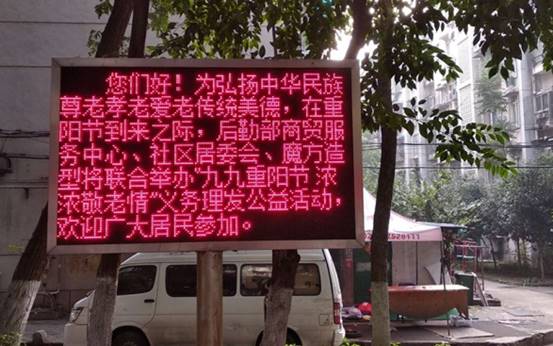 您们好！为弘扬中华民族
尊老孝老爱老传统美德，在重
阳节到来之际，后勤部商贸服
务中心、社区居委会、魔方造
型将联合举办"九九重阳节 浓
浓敬老情"义务理发公益活动，
欢迎广大居民参加。